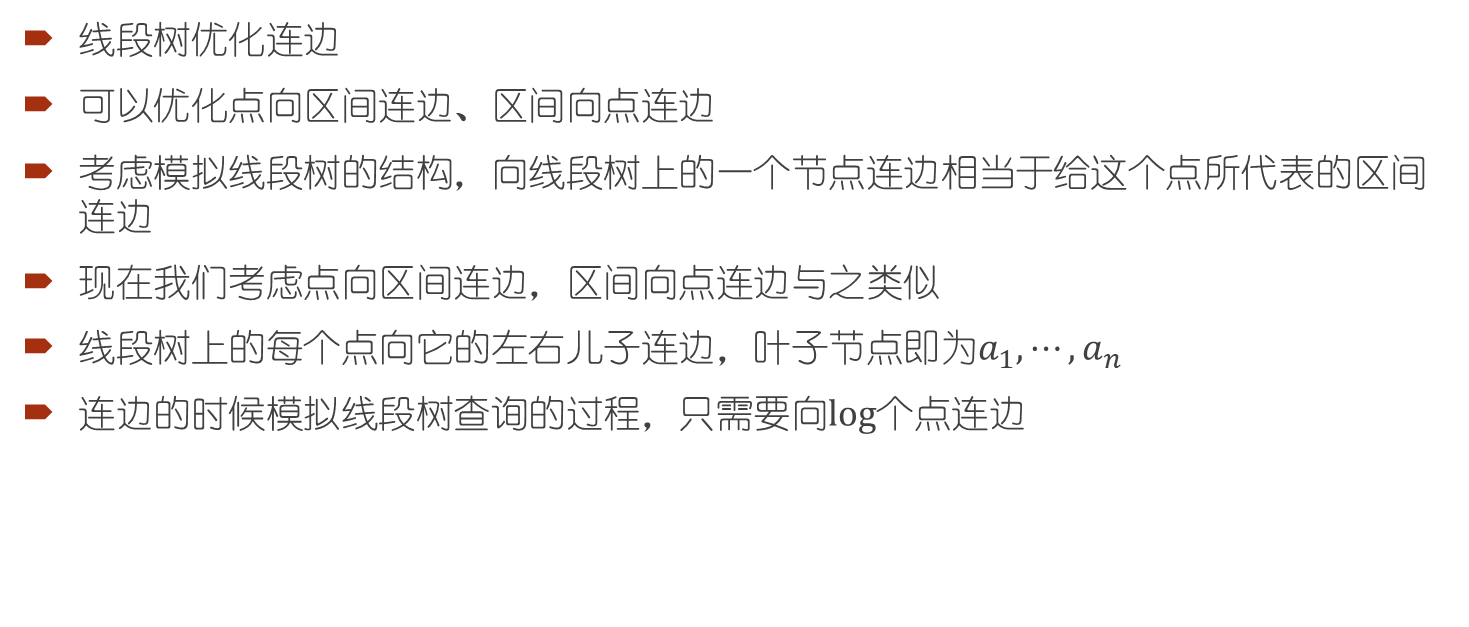 线段树优化连边
可以优化点向区间连边、区间向点连边
考虑模拟线段树的结构，向线段树上的一个节点连边相当于给这个点所代表的区间
连边
现在我们考虑点向区间连边，区间向点连边与之类似
线段树上的每个点向它的左右儿子连边，叶子节点即为a₁,⋯,aₙ
连边的时候模拟线段树查询的过程，只需要向log个点连边